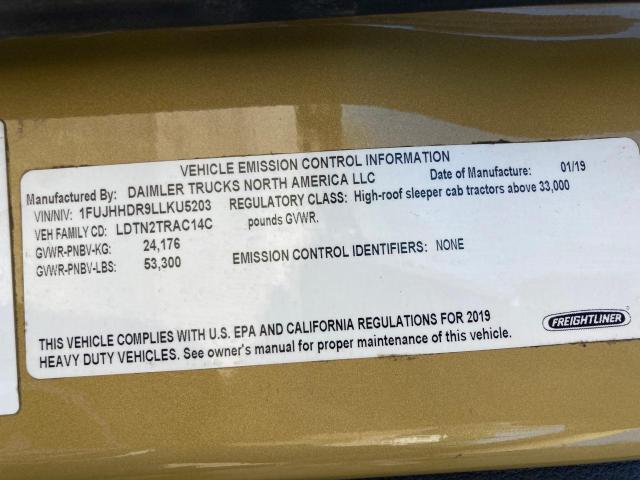 VEHICLE EMISSION CONTROL INFORMATION
Manufactured By: DAIMLER TRUCKS NORTH AMERICA LLC Date of Manufacture: 01/19
VIN/NIV: 1FUJHHDR9LLKU5203 REGULATORY CLASS: High-roof sleeper cab tractors above 33,000
VEH FAMILY CD: LDTN2TRAC14C pounds GVWR.
GVWR-PNBV-KG: 24,176
GVWR-PNBV-LBS: 53,300 EMISSION CONTROL IDENTIFIERS: NONE
THIS VEHICLE COMPLIES WITH U.S. EPA AND CALIFORNIA REGULATIONS FOR 2019
HEAVY DUTY VEHICLES. See owner's manual for proper maintenance of this vehicle.
FREIGHTLINER